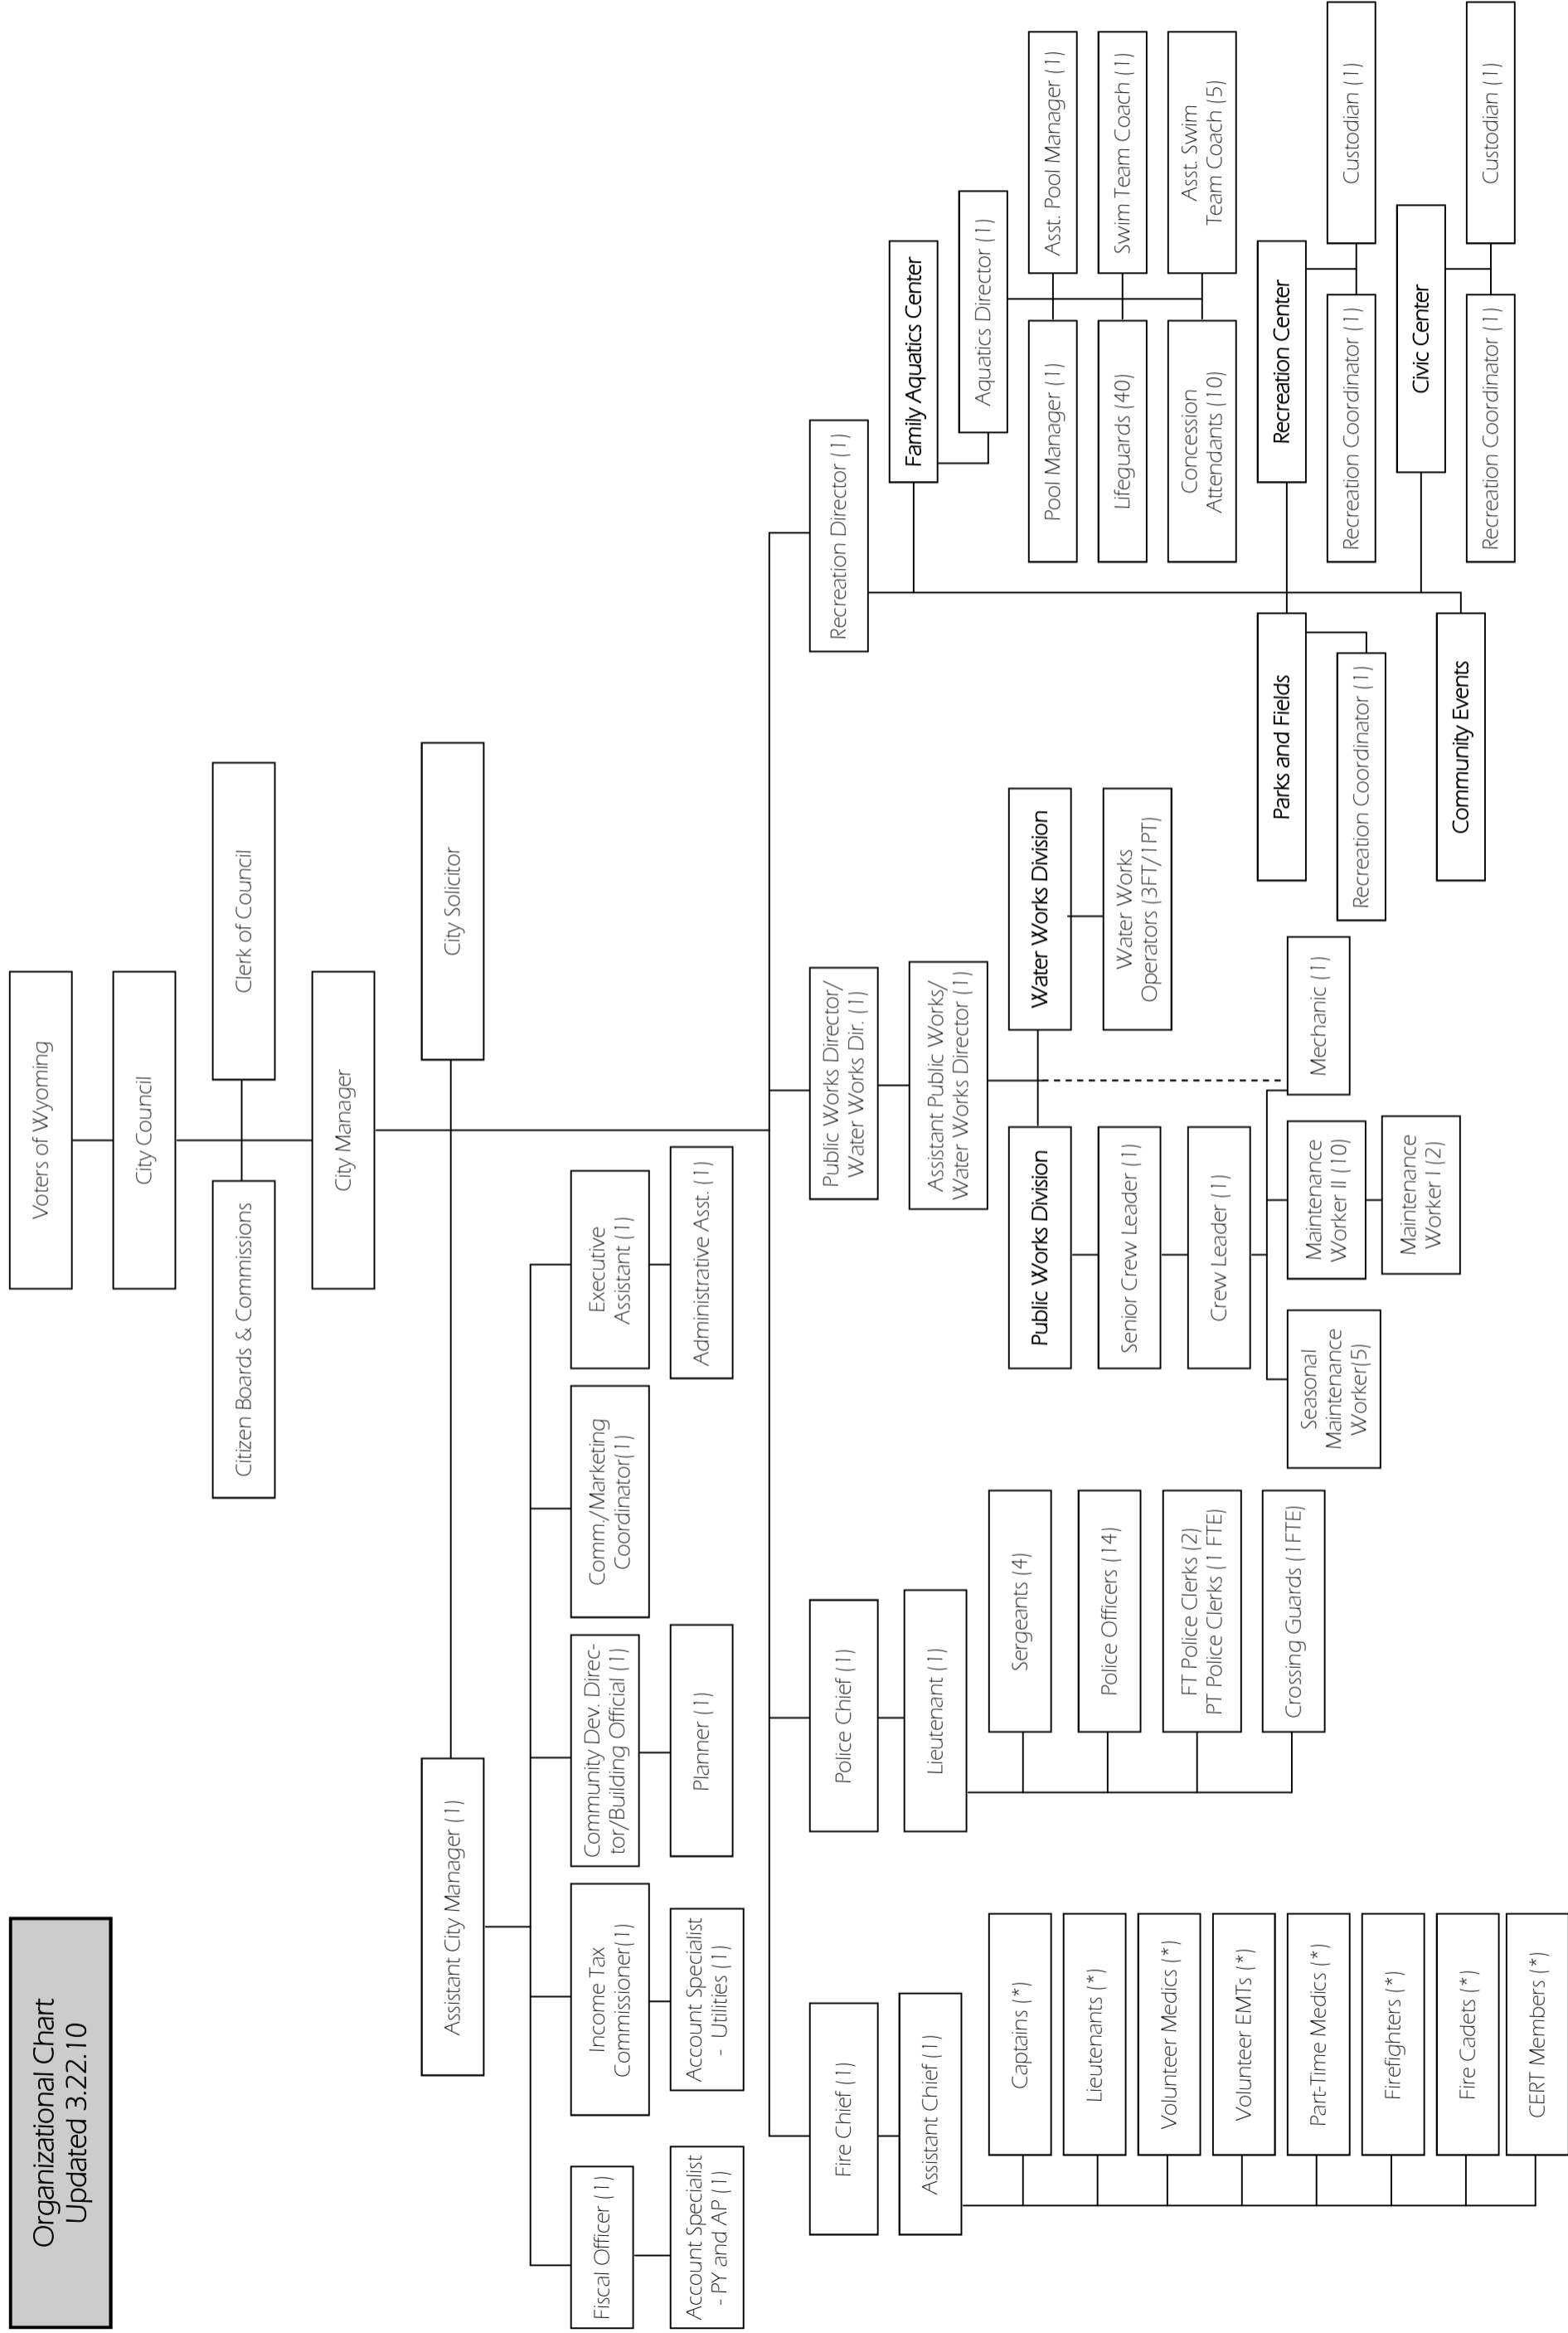 Organizational Chart
Updated 3.22.10
Voters of Wyoming
City Council
Citizen Boards & Commissions
Clerk of Council
City Manager
Assistant City Manager (1)
City Solicitor
Fiscal Officer (1)
Account Specialist
- PY and AP (1)
Income Tax
Commissioner(1)
Account Specialist
- Utilities (1)
Community Dev. Direc-
tor/Building Official (1)
Planner (1)
Comm./Marketing
Coordinator(1)
Executive
Assistant (1)
Administrative Asst. (1)
Fire Chief (1)
Assistant Chief (1)
Captains (*)
Lieutenants (*)
Volunteer Medics (*)
Volunteer EMTs (*)
Part-Time Medics (*)
Firefighters (*)
Fire Cadets (*)
CERT Members (*)
Police Chief (1)
Lieutenant (1)
Sergeants (4)
Police Officers (14)
FT Police Clerks (2)
PT Police Clerks (1 FTE)
Crossing Guards (1FTE)
Public Works Director/
Water Works Dir. (1)
Assistant Public Works/
Water Works Director (1)
Public Works Division
Senior Crew Leader (1)
Crew Leader (1)
Seasonal
Maintenance
Worker(5)
Maintenance
Worker II (10)
Maintenance
Worker I (2)
Mechanic (1)
Water Works Division
Water Works
Operators (3FT/1PT)
Recreation Director (1)
Family Aquatics Center
Aquatics Director (1)
Pool Manager (1)
Asst. Pool Manager (1)
Lifeguards (40)
Swim Team Coach (1)
Concession
Attendants (10)
Asst. Swim
Team Coach (5)
Parks and Fields
Recreation Coordinator (1)
Recreation Center
Recreation Coordinator (1)
Custodian (1)
Civic Center
Recreation Coordinator (1)
Custodian (1)
Community Events